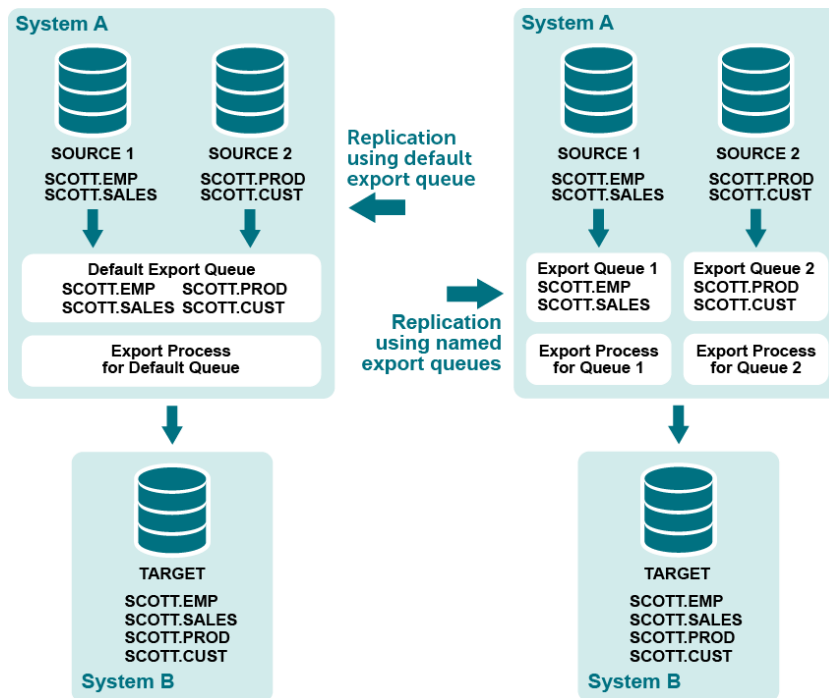 System A
SOURCE 1
SCOTT.EMP
SCOTT.SALES
SOURCE 2
SCOTT.PROD
SCOTT.CUST
Default Export Queue
SCOTT.EMP SCOTT.PROD
SCOTT.SALES SCOTT.CUST
Export Process
for Default Queue
TARGET
SCOTT.EMP
SCOTT.SALES
SCOTT.PROD
SCOTT.CUST
System B
Replication
using default
export queue
Replication
using named
export queues
System A
SOURCE 1
SCOTT.EMP
SCOTT.SALES
SOURCE 2
SCOTT.PROD
SCOTT.CUST
Export Queue 1
SCOTT.EMP
SCOTT.SALES
Export Queue 2
SCOTT.PROD
SCOTT.CUST
Export Process
for Queue 1
Export Process
for Queue 2
TARGET
SCOTT.EMP
SCOTT.SALES
SCOTT.PROD
SCOTT.CUST
System B